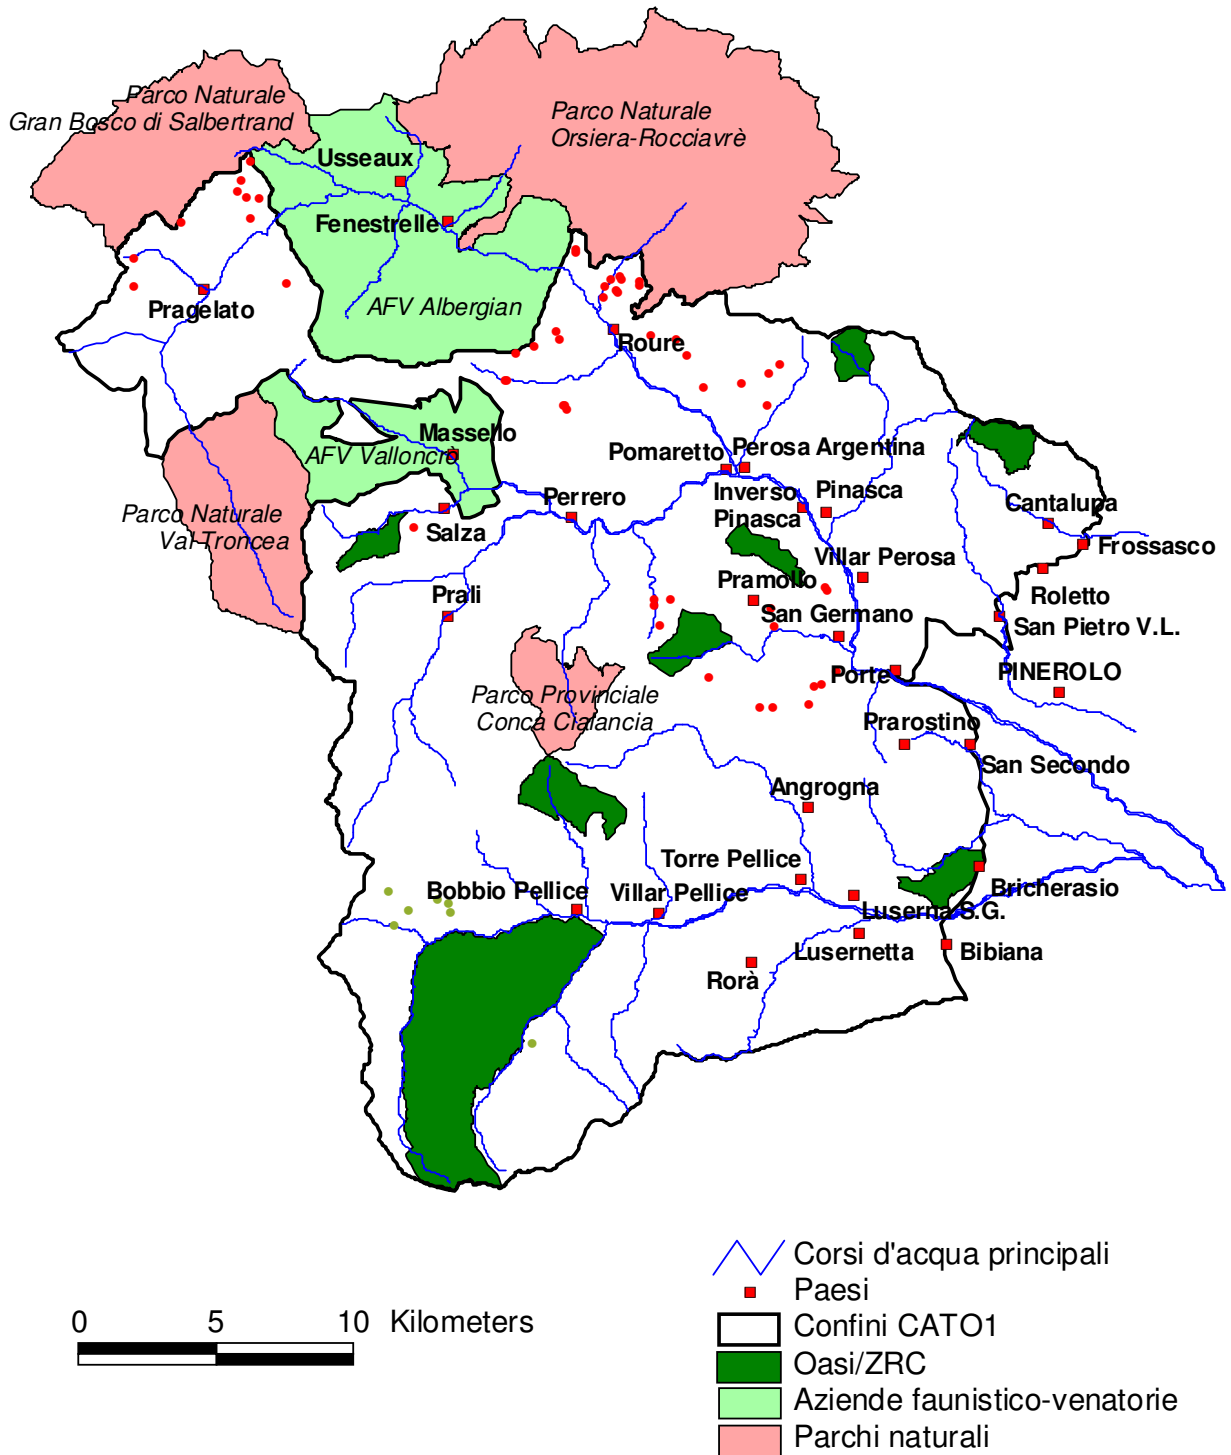 Parco Naturale
Gran Bosco di Salbertrand
Parco Naturale
Orsiera-Rocciavrè
Usseaux
Fenestrelle
AFV Albergian
Pragelato
Roure
Massello
AFV Valloncrò
Pomaretto
Perosa Argentina
Inverso
Pinasca
Pinasca
Cantalupa
Perrero
Salza
Parco Naturale
Val Troncea
Frossasco
Villar Perosa
Pramollo
Prali
San Germano
Roletto
San Pietro V.L.
Porte
PINEROLO
Parco Provinciale
Conca Cialancia
Prarostino
San Secondo
Angrogna
Torre Pellice
Bobbio Pellice
Villar Pellice
Bricherasio
Luserna S.G.
Lusernetta
Bibiana
Rorà
Corsi d'acqua principali
Paesi
Confini CATO1
Oasi/ZRC
Aziende faunistico-venatorie
Parchi naturali
0 5 10 Kilometers